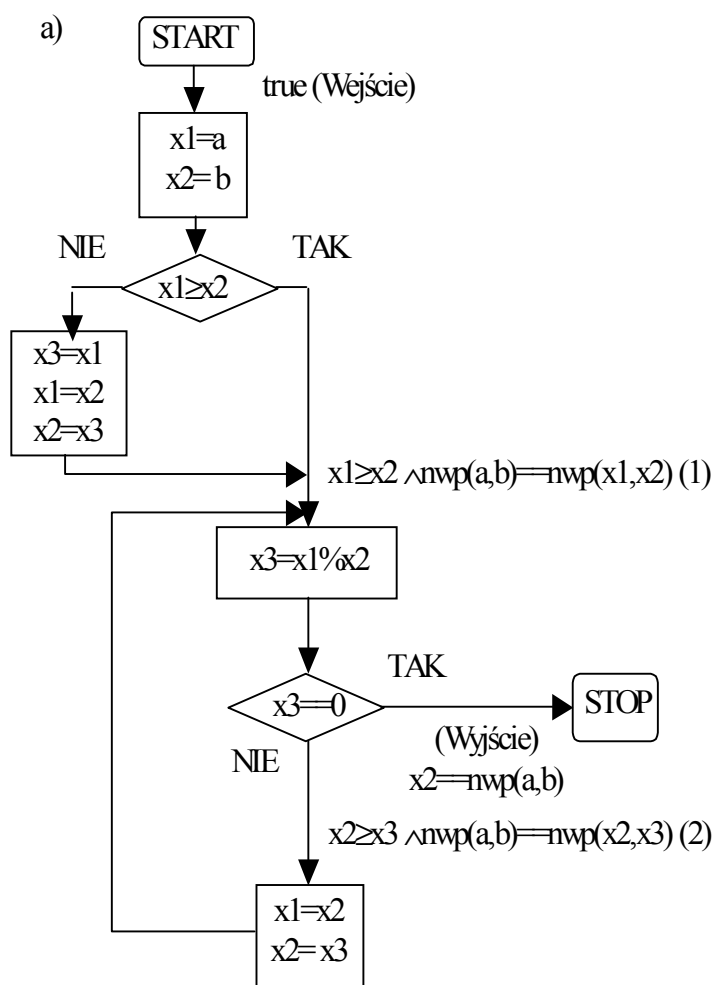 a)
START
true (Wejście)
x1=a
x2= b
NIE
TAK
x1≥x2
x3=x1
x1=x2
x2=x3
x1≥x2 ∧nwp(a,b)==nwp(x1,x2) (1)
x3=x1%x2
TAK
x3==0
STOP
(Wyjście)
x2==nwp(a,b)
NIE
x2≥x3 ∧nwp(a,b)==nwp(x2,x3) (2)
x1=x2
x2= x3